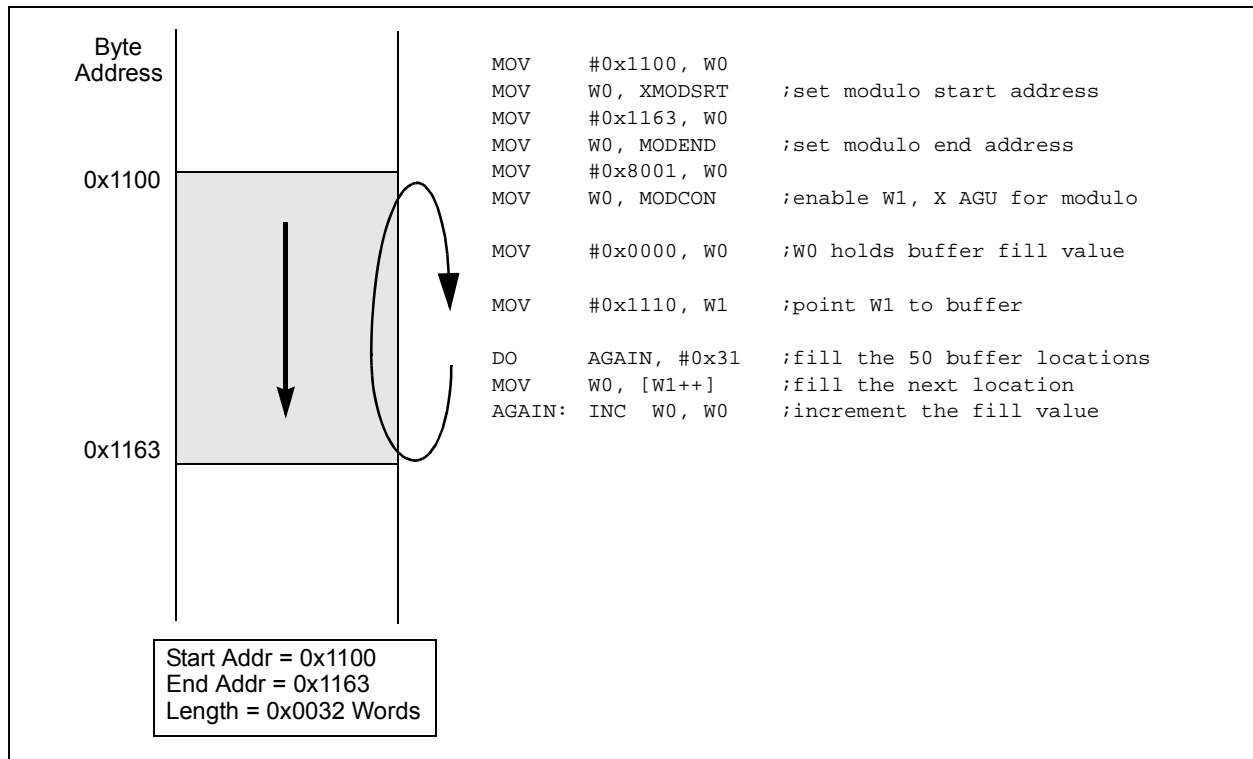 Byte
Address
0x1100
0x1163
MOV #0x1100, W0
MOV W0, XMODSRT ;set modulo start address
MOV #0x1163, W0
MOV W0, MODEND ;set modulo end address
MOV #0x8001, W0
MOV W0, MODCON ;enable W1, X AGU for modulo
MOV #0x0000, W0 ;W0 holds buffer fill value
MOV #0x1110, W1 ;point W1 to buffer
DO AGAIN, #0x31 ;fill the 50 buffer locations
MOV W0, [W1++] ;fill the next location
AGAIN: INC W0, W0 ;increment the fill value
Start Addr = 0x1100
End Addr = 0x1163
Length = 0x0032 Words